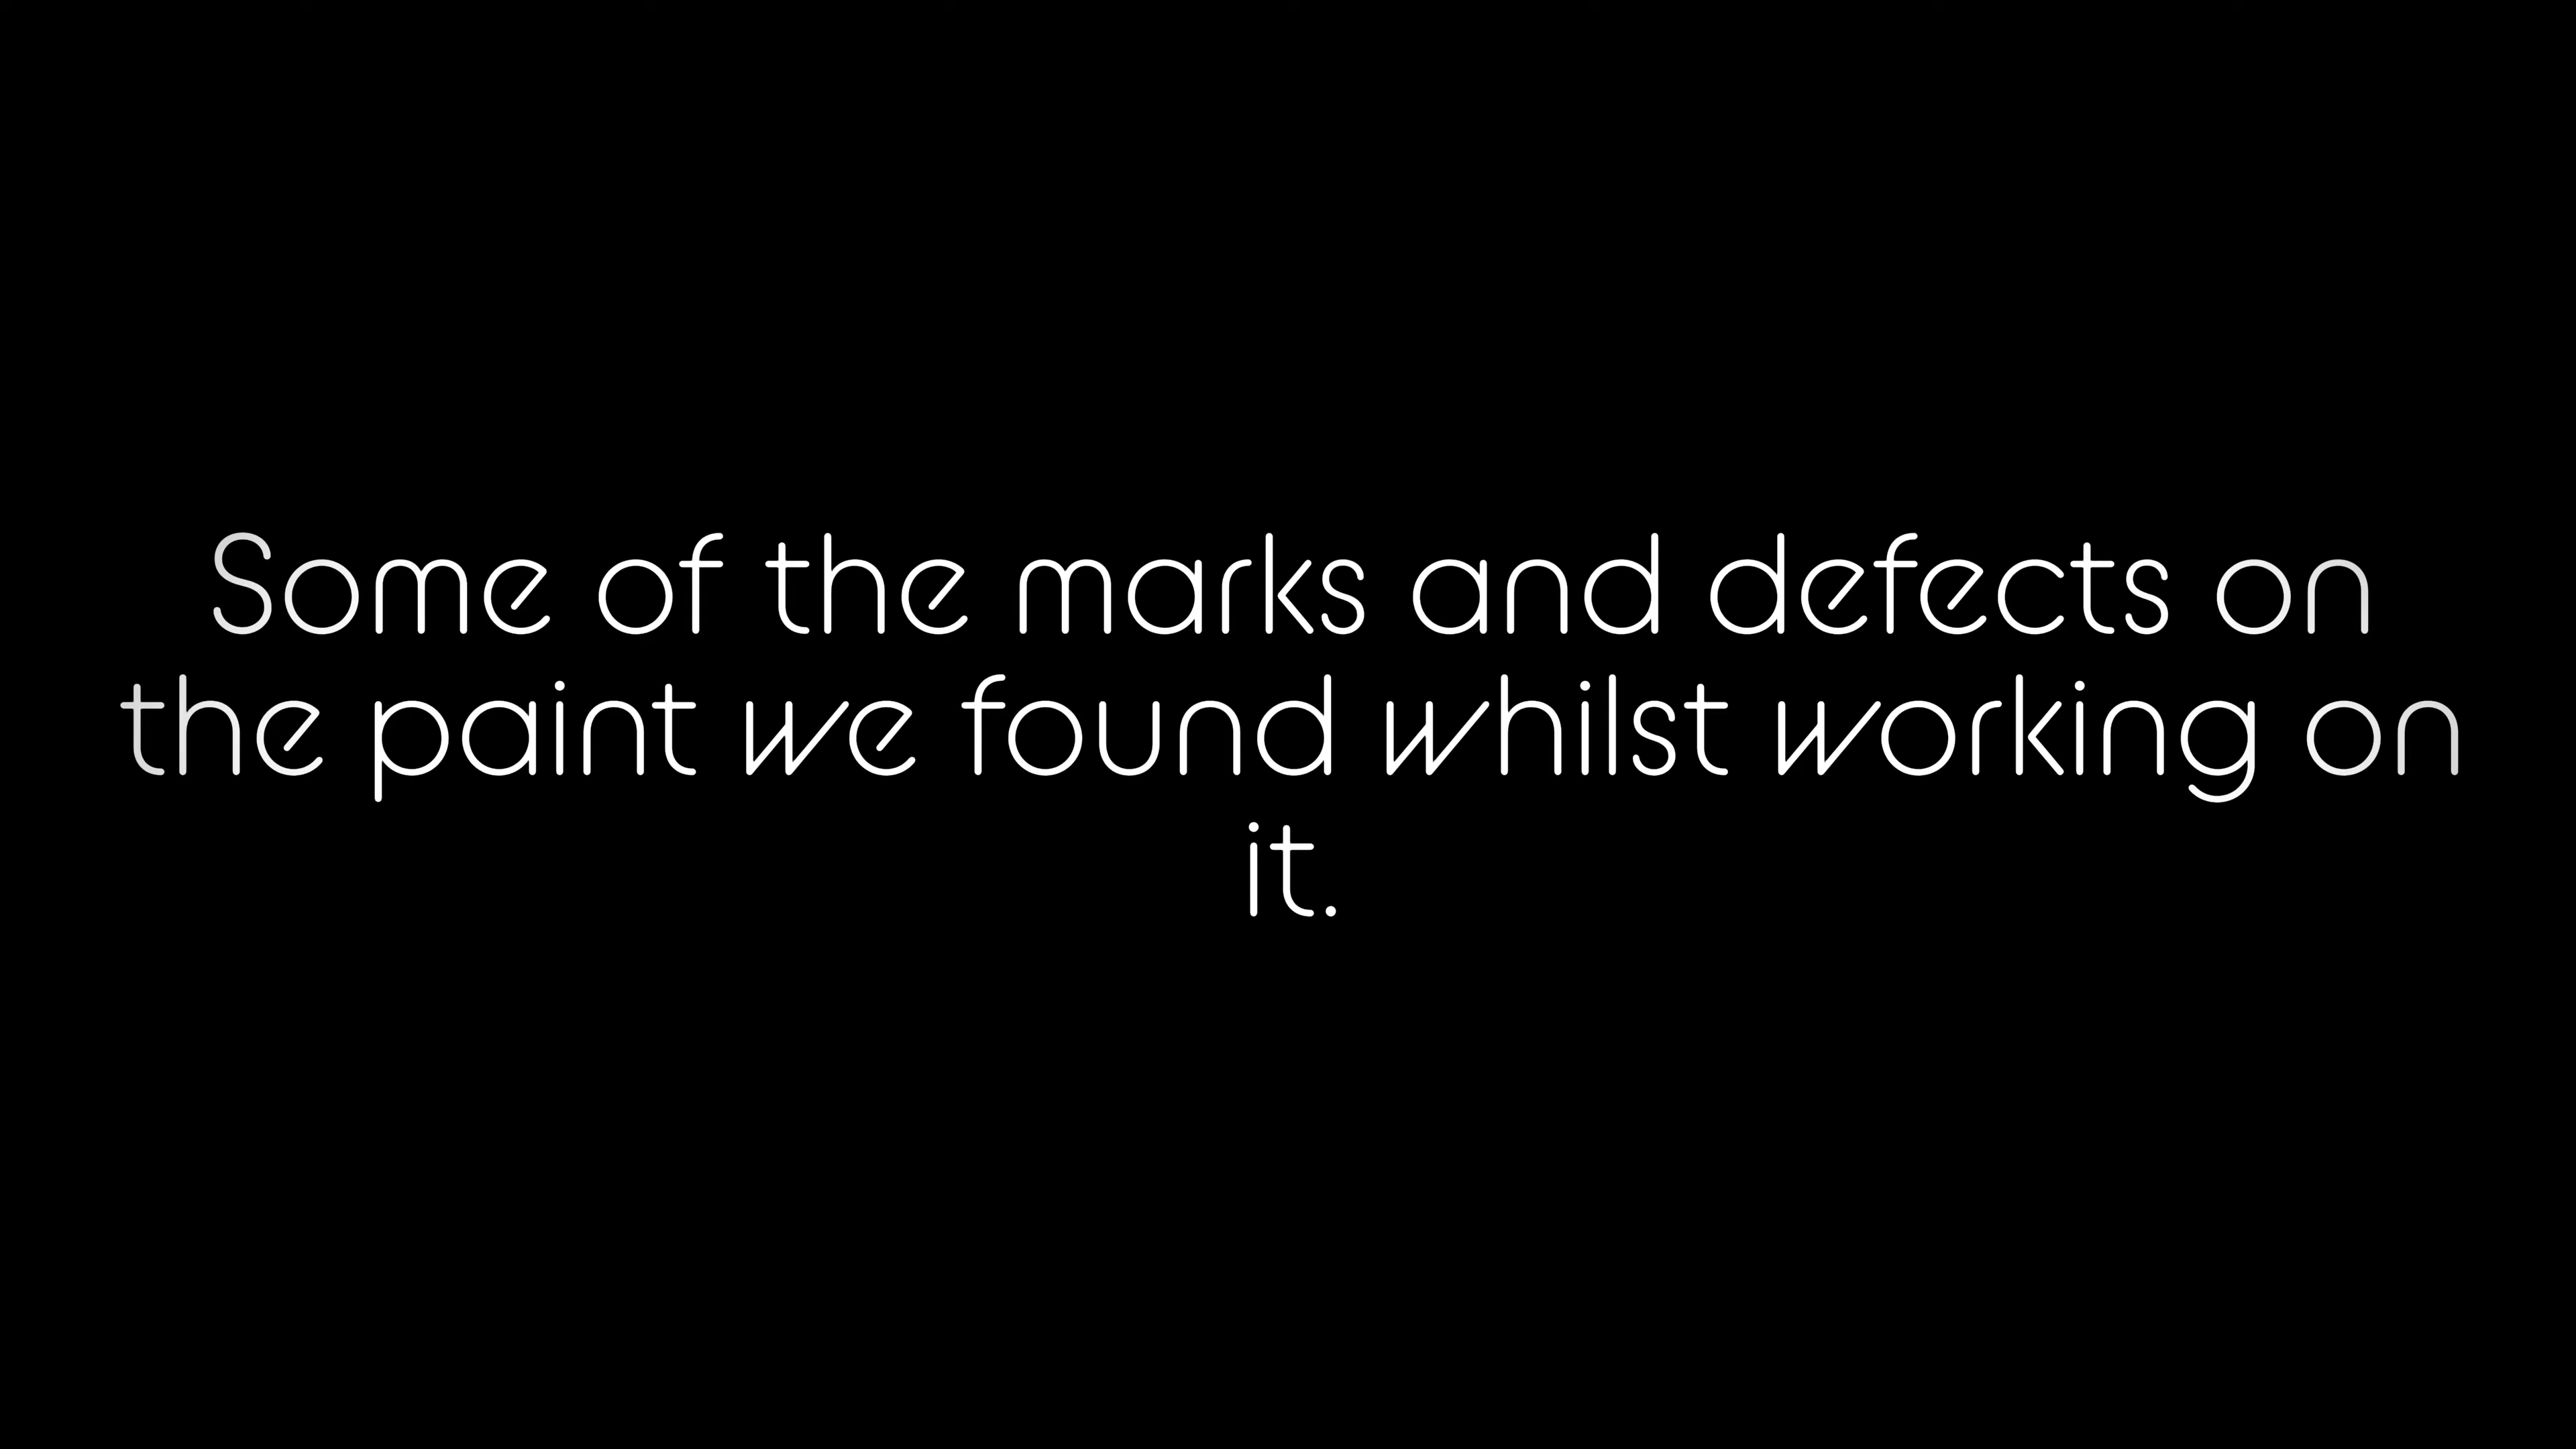 Some of the marks and defects on
the paint we found whilst working on
it.